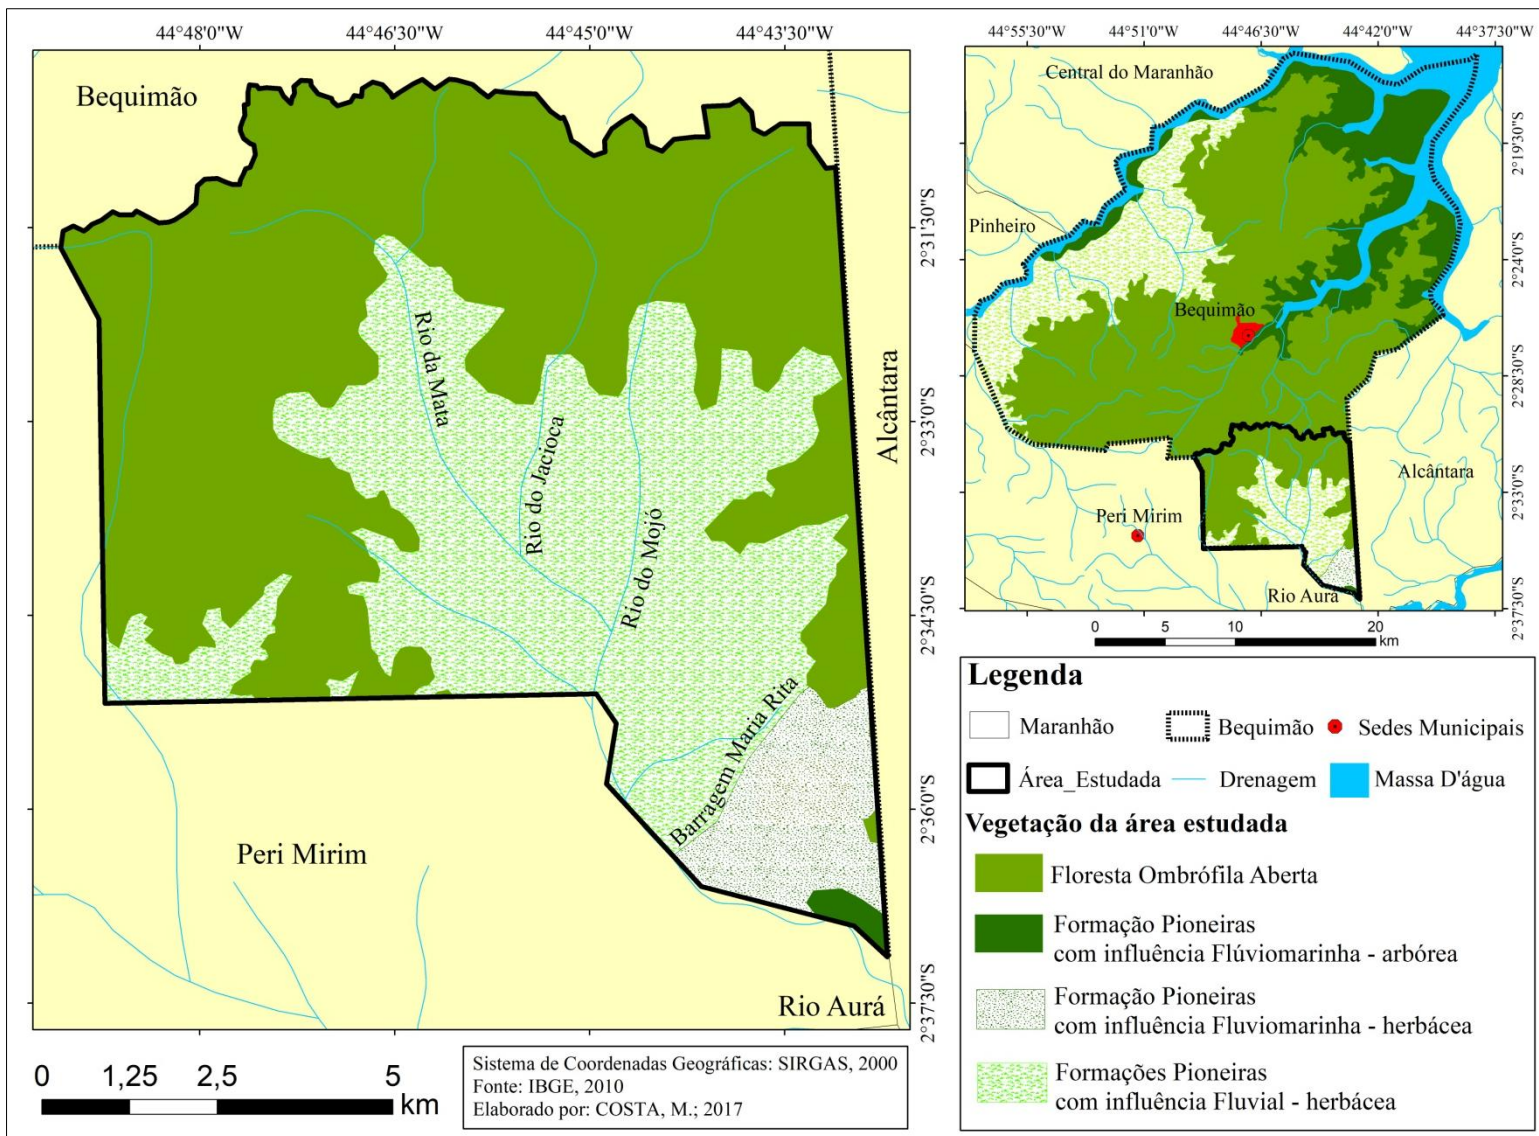 44°48'0"W
44°46'30"W
44°45'0"W
44°43'30"W
Bequimão
2°31'30"S
2°33'0"S
2°34'30"S
2°36'0"S
2°37'30"S
Rio da Mata
Rio do Jacioca
Rio do Mojó
Alcântara
Barragem Maria Rita
Peri Mirim
Rio Aurá
0
1,25
2,5
5
km
Sistema de Coordenadas Geográficas: SIRGAS, 2000
Fonte: IBGE, 2010
Elaborado por: COSTA, M.; 2017
44°55'30"W
44°51'0"W
44°46'30"W
44°42'0"W
44°37'30"W
Central do Maranhão
2°19'30"S
Pinheiro
2°24'0"S
Bequimão
2°28'30"S
Alcântara
2°33'0"S
Peri Mirim
Rio Aurá
2°37'30"S
0
5
10
20
km
Legenda
Maranhão
Bequimão
Sedes Municipais
Área_Estudada
Drenagem
Massa D'água
Vegetação da área estudada
Floresta Ombrófila Aberta
Formação Pioneiras
com influência Flúviomarinha - arbórea
Formação Pioneiras
com influência Fluviomarinha - herbácea
Formações Pioneiras
com influência Fluvial - herbácea